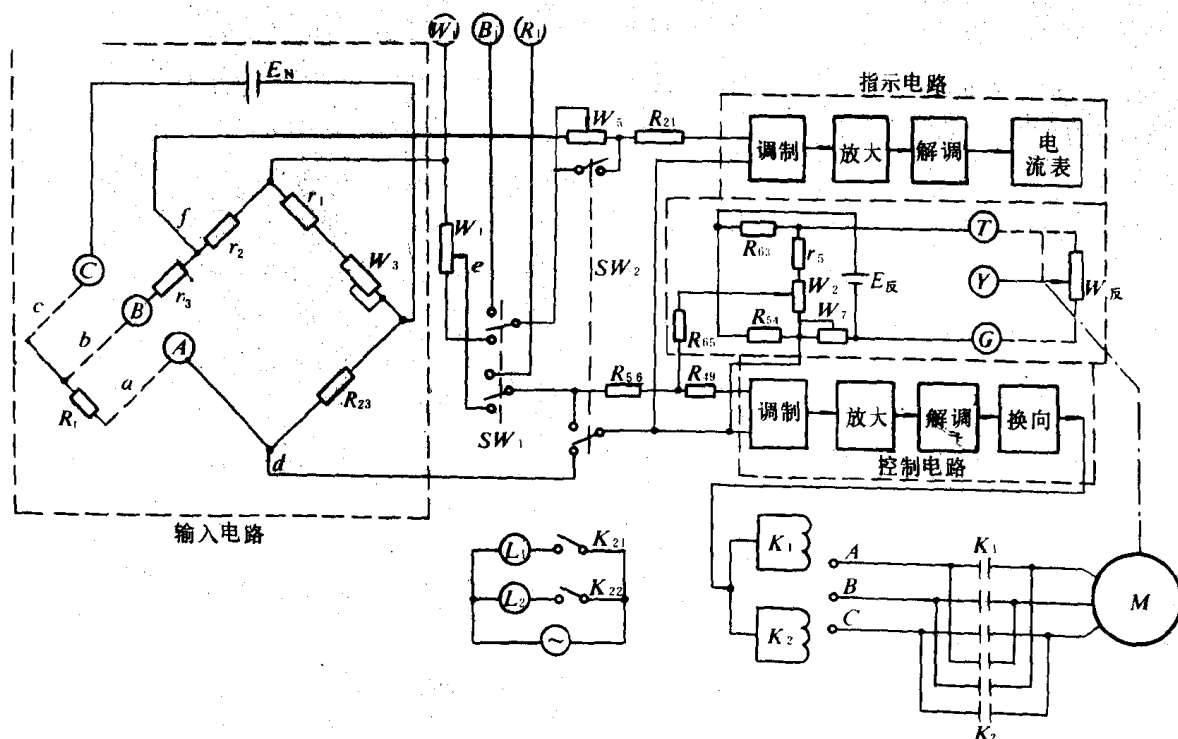 W₁ B₁ R₁
E_N
指示电路
W₅ R₂₁
调制 放大 解调 电流表
f r₂ r₁
W₁ e
W₃
SW₂
R₆₃ r₅
W₂ E反
T
Y W反
G
C
c
B r₃
b
A
a
R₁
R₂₃
d
R₆₅ R₅₄ W₇
R₅₆ R₄₉
调制 放大 解调 换向
SW₁
控制电路
输入电路
L₁ K₂₁
L₂ K₂₂
~
K₁ A K₁
B
K₂ C
M
K₂